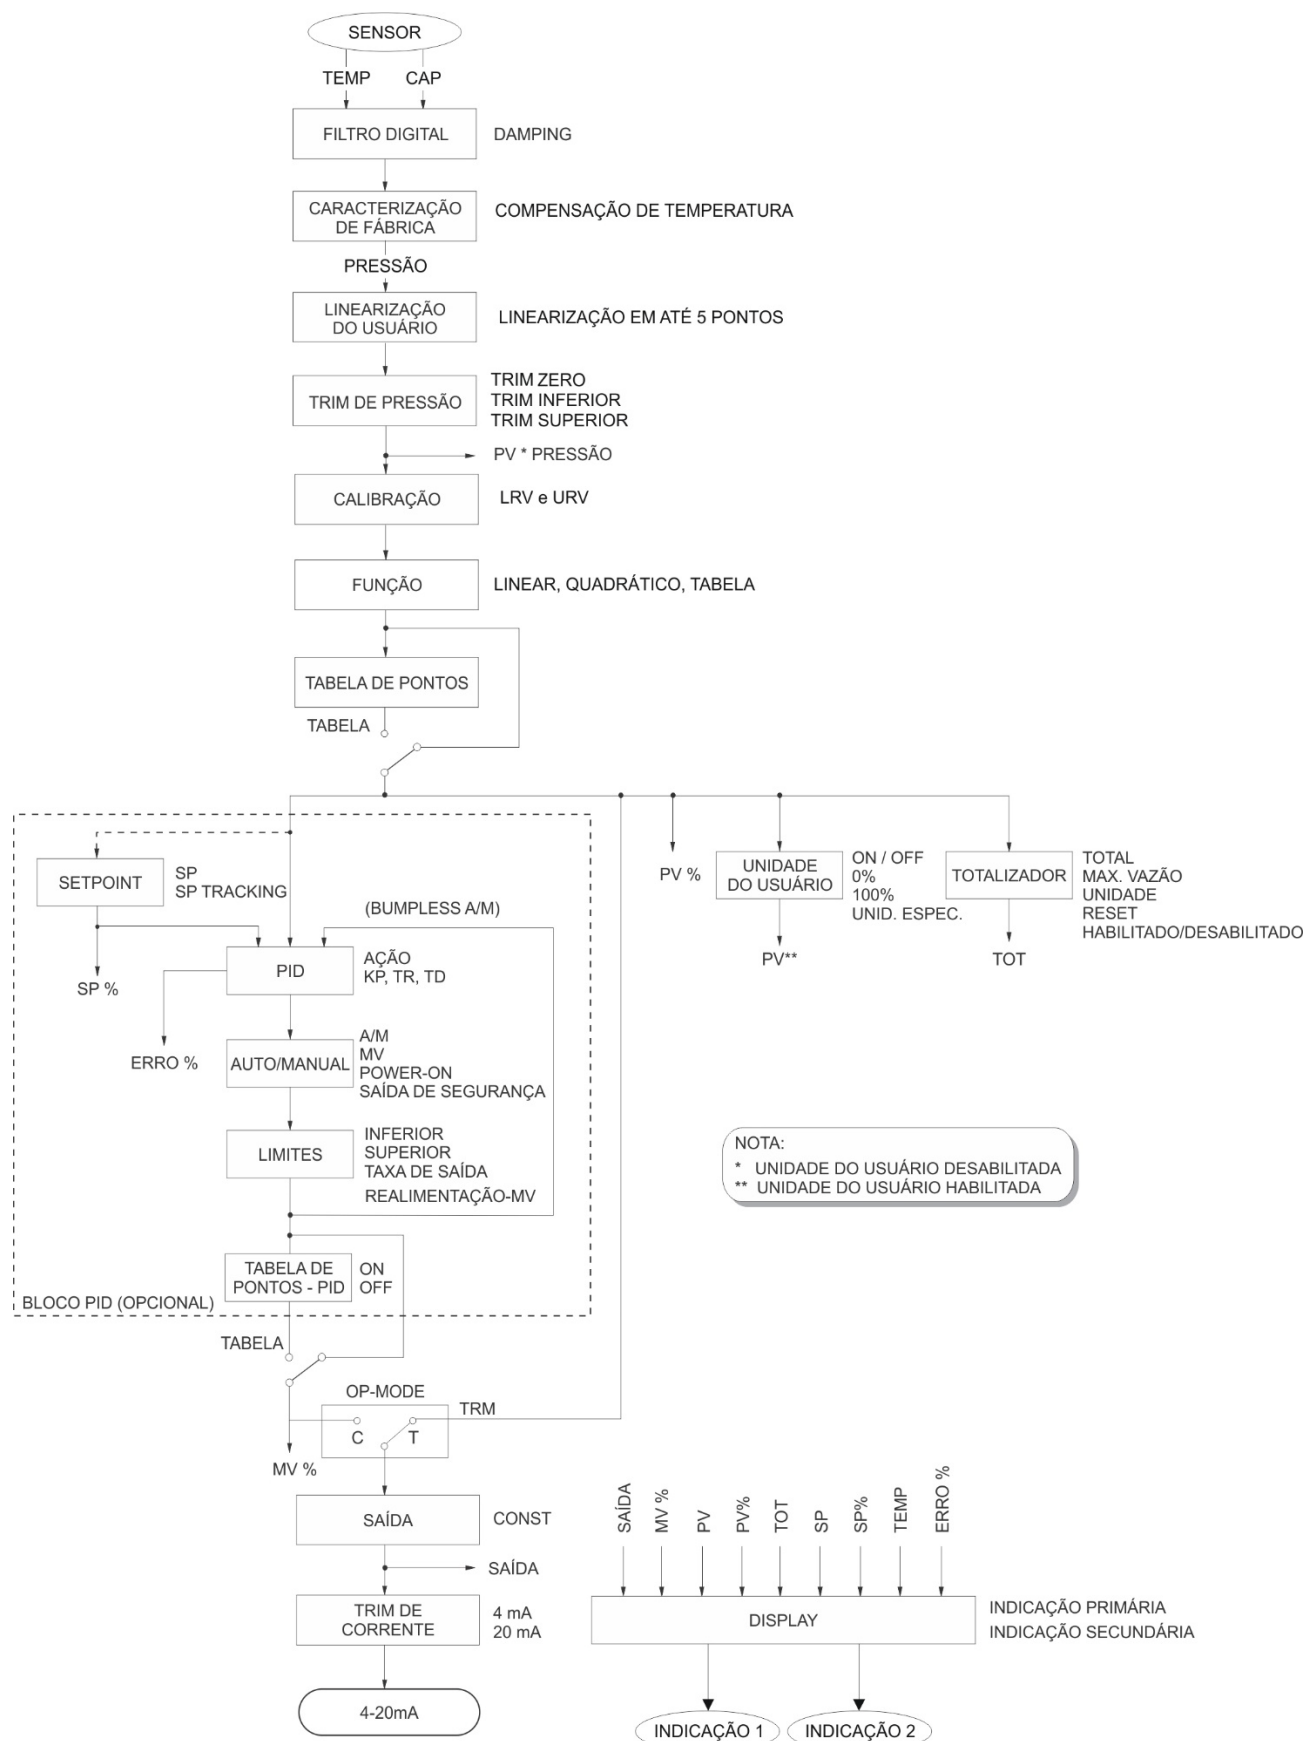 SENSOR
TEMP
CAP
FILTRO DIGITAL
DAMPING
CARACTERIZAÇÃO
DE FÁBRICA
COMPENSAÇÃO DE TEMPERATURA
PRESSÃO
LINEARIZAÇÃO
DO USUÁRIO
LINEARIZAÇÃO EM ATÉ 5 PONTOS
TRIM DE PRESSÃO
TRIM ZERO
TRIM INFERIOR
TRIM SUPERIOR
PV * PRESSÃO
CALIBRAÇÃO
LRV e URV
FUNÇÃO
LINEAR, QUADRÁTICO, TABELA
TABELA DE PONTOS
TABELA
SETPOINT
SP
SP TRACKING
(BUMPLESS A/M)
SP %
PID
AÇÃO
KP, TR, TD
ERRO %
AUTO/MANUAL
A/M
MV
POWER-ON
SAÍDA DE SEGURANÇA
LIMITES
INFERIOR
SUPERIOR
TAXA DE SAÍDA
REALIMENTAÇÃO-MV
TABELA DE
PONTOS - PID
ON
OFF
BLOCO PID (OPCIONAL)
PV %
UNIDADE
DO USUÁRIO
ON / OFF
0%
100%
UNID. ESPEC.
PV**
TOTALIZADOR
TOTAL
MAX. VAZÃO
UNIDADE
RESET
HABILITADO/DESABILITADO
TOT
NOTA:
* UNIDADE DO USUÁRIO DESABILITADA
** UNIDADE DO USUÁRIO HABILITADA
TABELA
OP-MODE
TRM
C
T
MV %
SAÍDA
CONST
SAÍDA
TRIM DE
CORRENTE
4 mA
20 mA
4-20mA
SAÍDA
MV %
PV
PV%
TOT
SP
SP%
TEMP
ERRO %
DISPLAY
INDICAÇÃO PRIMÁRIA
INDICAÇÃO SECUNDÁRIA
INDICAÇÃO 1
INDICAÇÃO 2